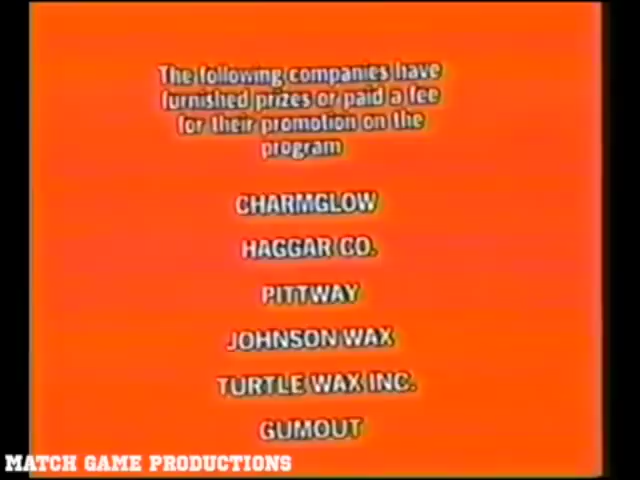 The following companies have
furnished prizes or paid a fee
for their promotion on the
program
CHARMGLOW
HAGGAR CO.
PITTWAY
JOHNSON WAX
TURTLE WAX INC.
GUMOUT
MATCH GAME PRODUCTIONS